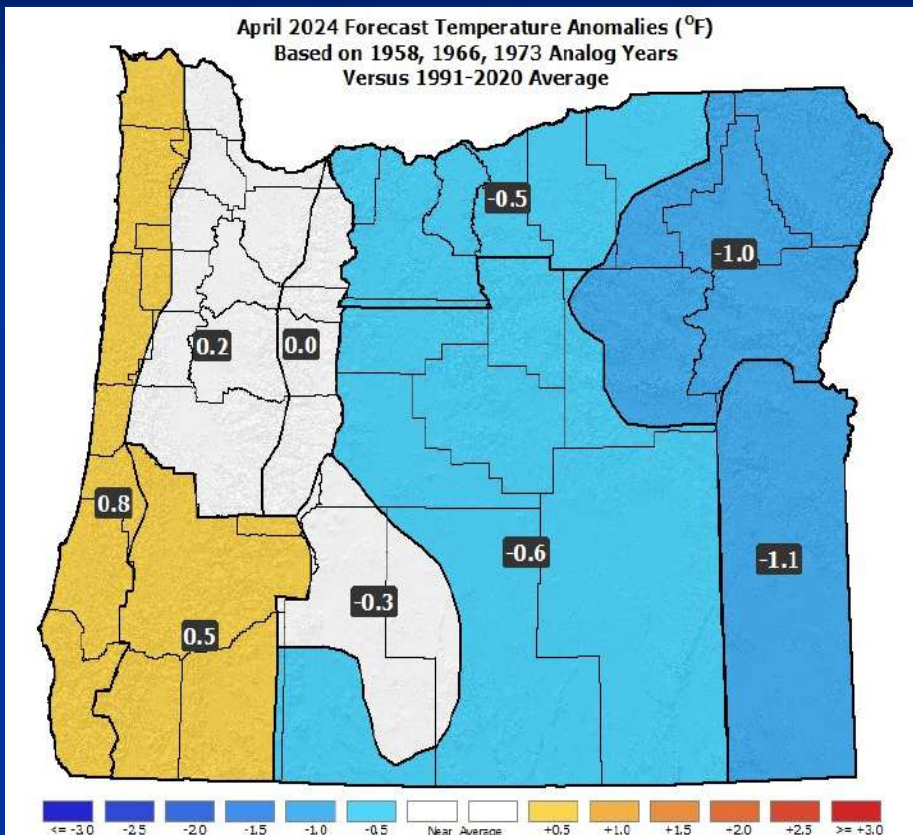 April 2024 Forecast Temperature Anomalies (°F)
Based on 1958, 1966, 1973 Analog Years
Versus 1991-2020 Average
-0.5
-1.0
0.2
0.0
0.8
-0.6
-1.1
-0.3
0.5
<= -3.0 -2.5 -2.0 -1.5 -1.0 -0.5 Near Average +0.5 +1.0 +1.5 +2.0 +2.5 >= +3.0